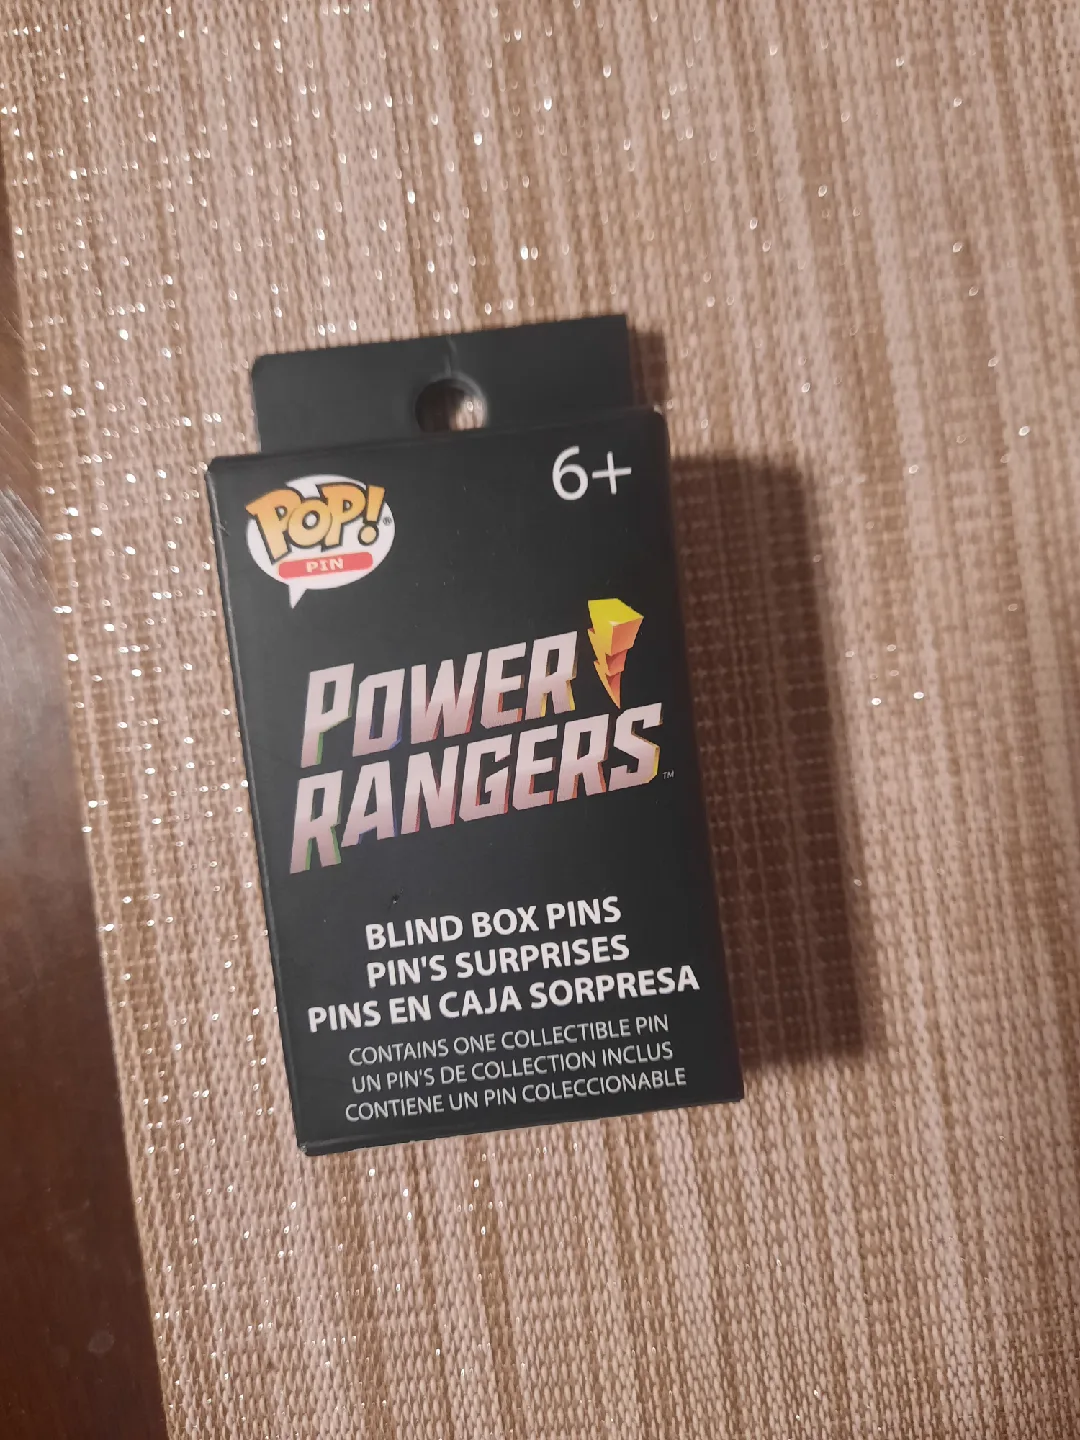 POP!®
PIN
6+
POWER
RANGERS™
BLIND BOX PINS
PIN'S SURPRISES
PINS EN CAJA SORPRESA
CONTAINS ONE COLLECTIBLE PIN
UN PIN'S DE COLLECTION INCLUS
CONTIENE UN PIN COLECCIONABLE